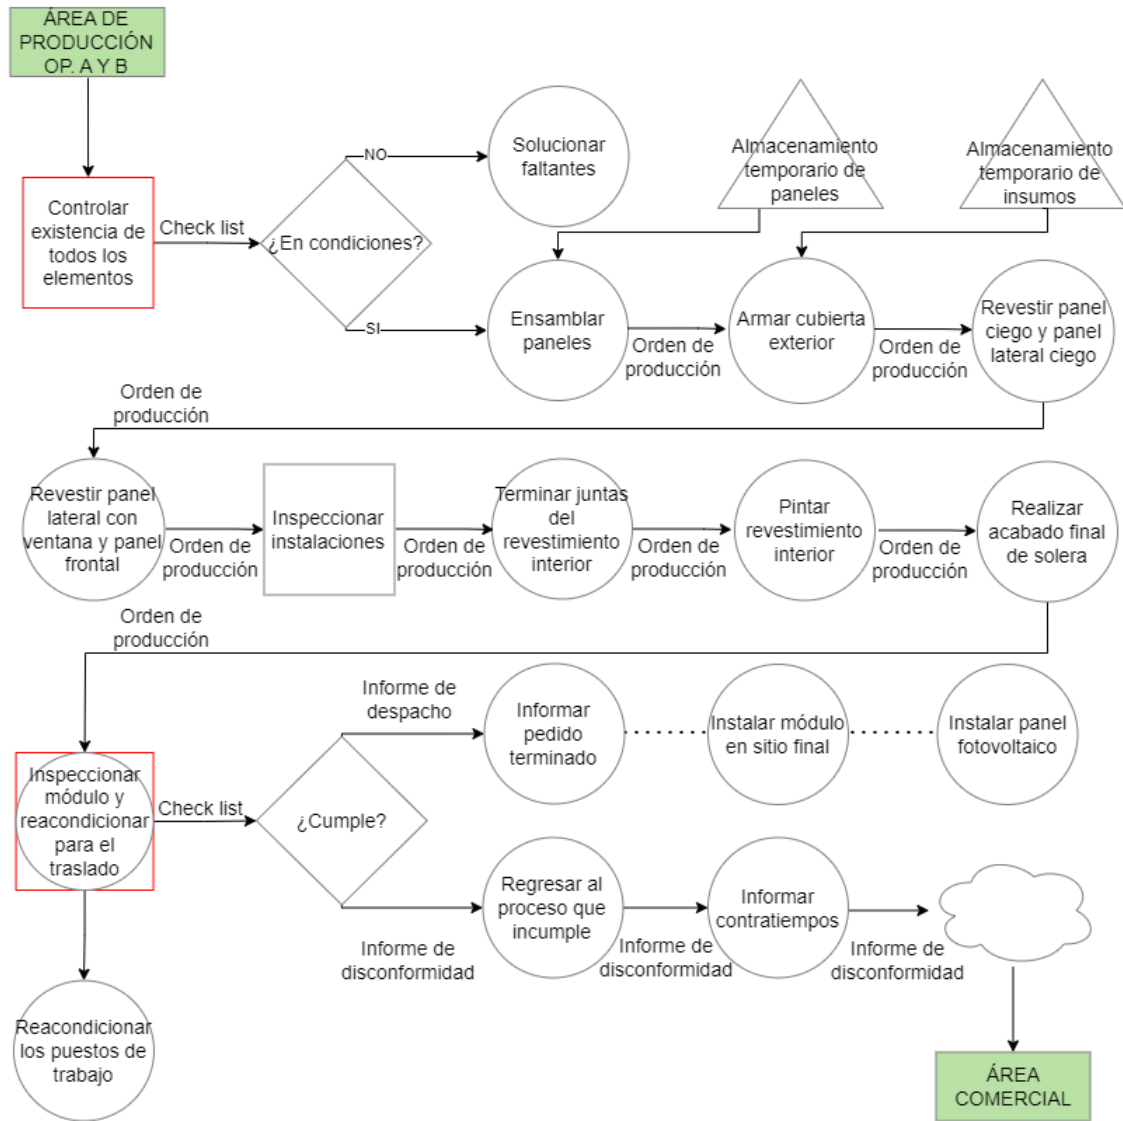 ÁREA DE
PRODUCCIÓN
OP. A Y B
Controlar
existencia de
todos los
elementos
Check list
¿En condiciones?
NO
SI
Solucionar
faltantes
Almacenamiento
temporario de
paneles
Almacenamiento
temporario de
insumos
Ensamblar
paneles
Orden de
producción
Armar cubierta
exterior
Orden de
producción
Revestir panel
ciego y panel
lateral ciego
Orden de
producción
Revestir panel
lateral con
ventana y panel
frontal
Orden de
producción
Inspeccionar
instalaciones
Orden de
producción
Terminar juntas
del
revestimiento
interior
Orden de
producción
Pintar
revestimiento
interior
Orden de
producción
Realizar
acabado final
de solera
Orden de
producción
Inspeccionar
módulo y
reacondicionar
para el
traslado
Check list
¿Cumple?
Informe de
despacho
Informar
pedido
terminado
Instalar módulo
en sitio final
Instalar panel
fotovoltaico
Informe de
disconformidad
Regresar al
proceso que
incumple
Informe de
disconformidad
Informar
contratiempos
Informe de
disconformidad
Reacondicionar
los puestos de
trabajo
ÁREA
COMERCIAL